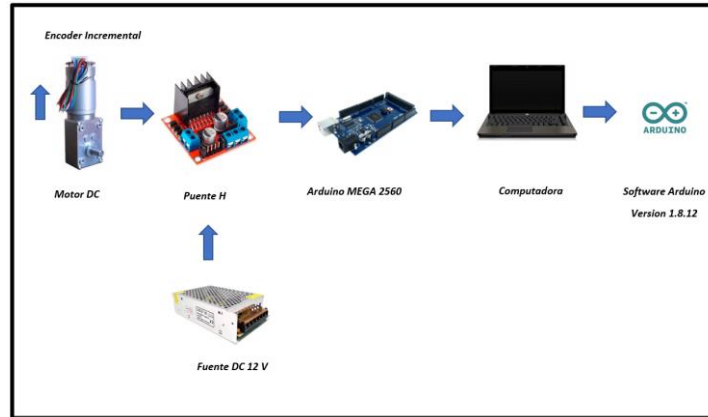 Encoder Incremental
ARDUINO
Motor DC
Puente H
Arduino MEGA 2560
Computadora
Software Arduino
Version 1.8.12
Fuente DC 12 V